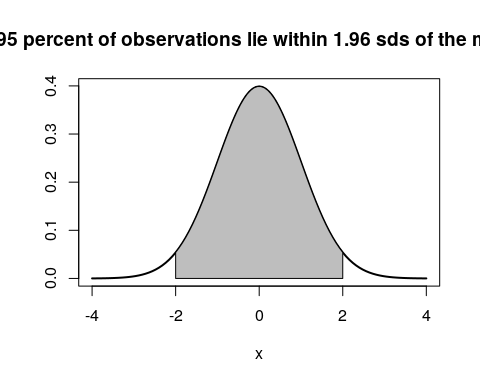 95 percent of observations lie within 1.96 sds of the
0.4
0.3
0.2
0.1
0.0
-4 -2 0 2 4
x